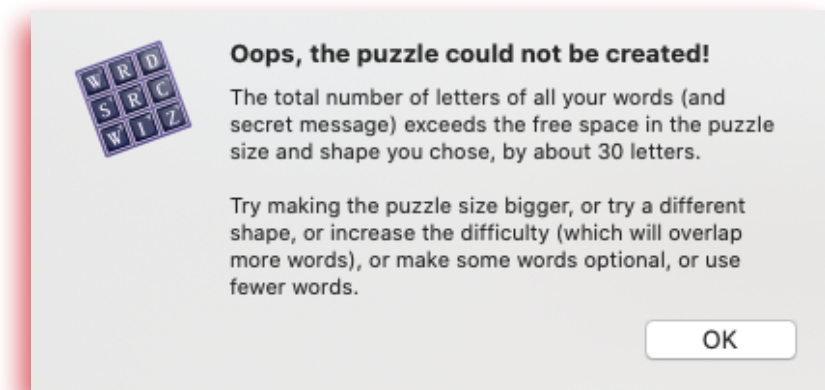 WRD
SRC
WIZ
Oops, the puzzle could not be created!
The total number of letters of all your words (and
secret message) exceeds the free space in the puzzle
size and shape you chose, by about 30 letters.
Try making the puzzle size bigger, or try a different
shape, or increase the difficulty (which will overlap
more words), or make some words optional, or use
fewer words.
OK